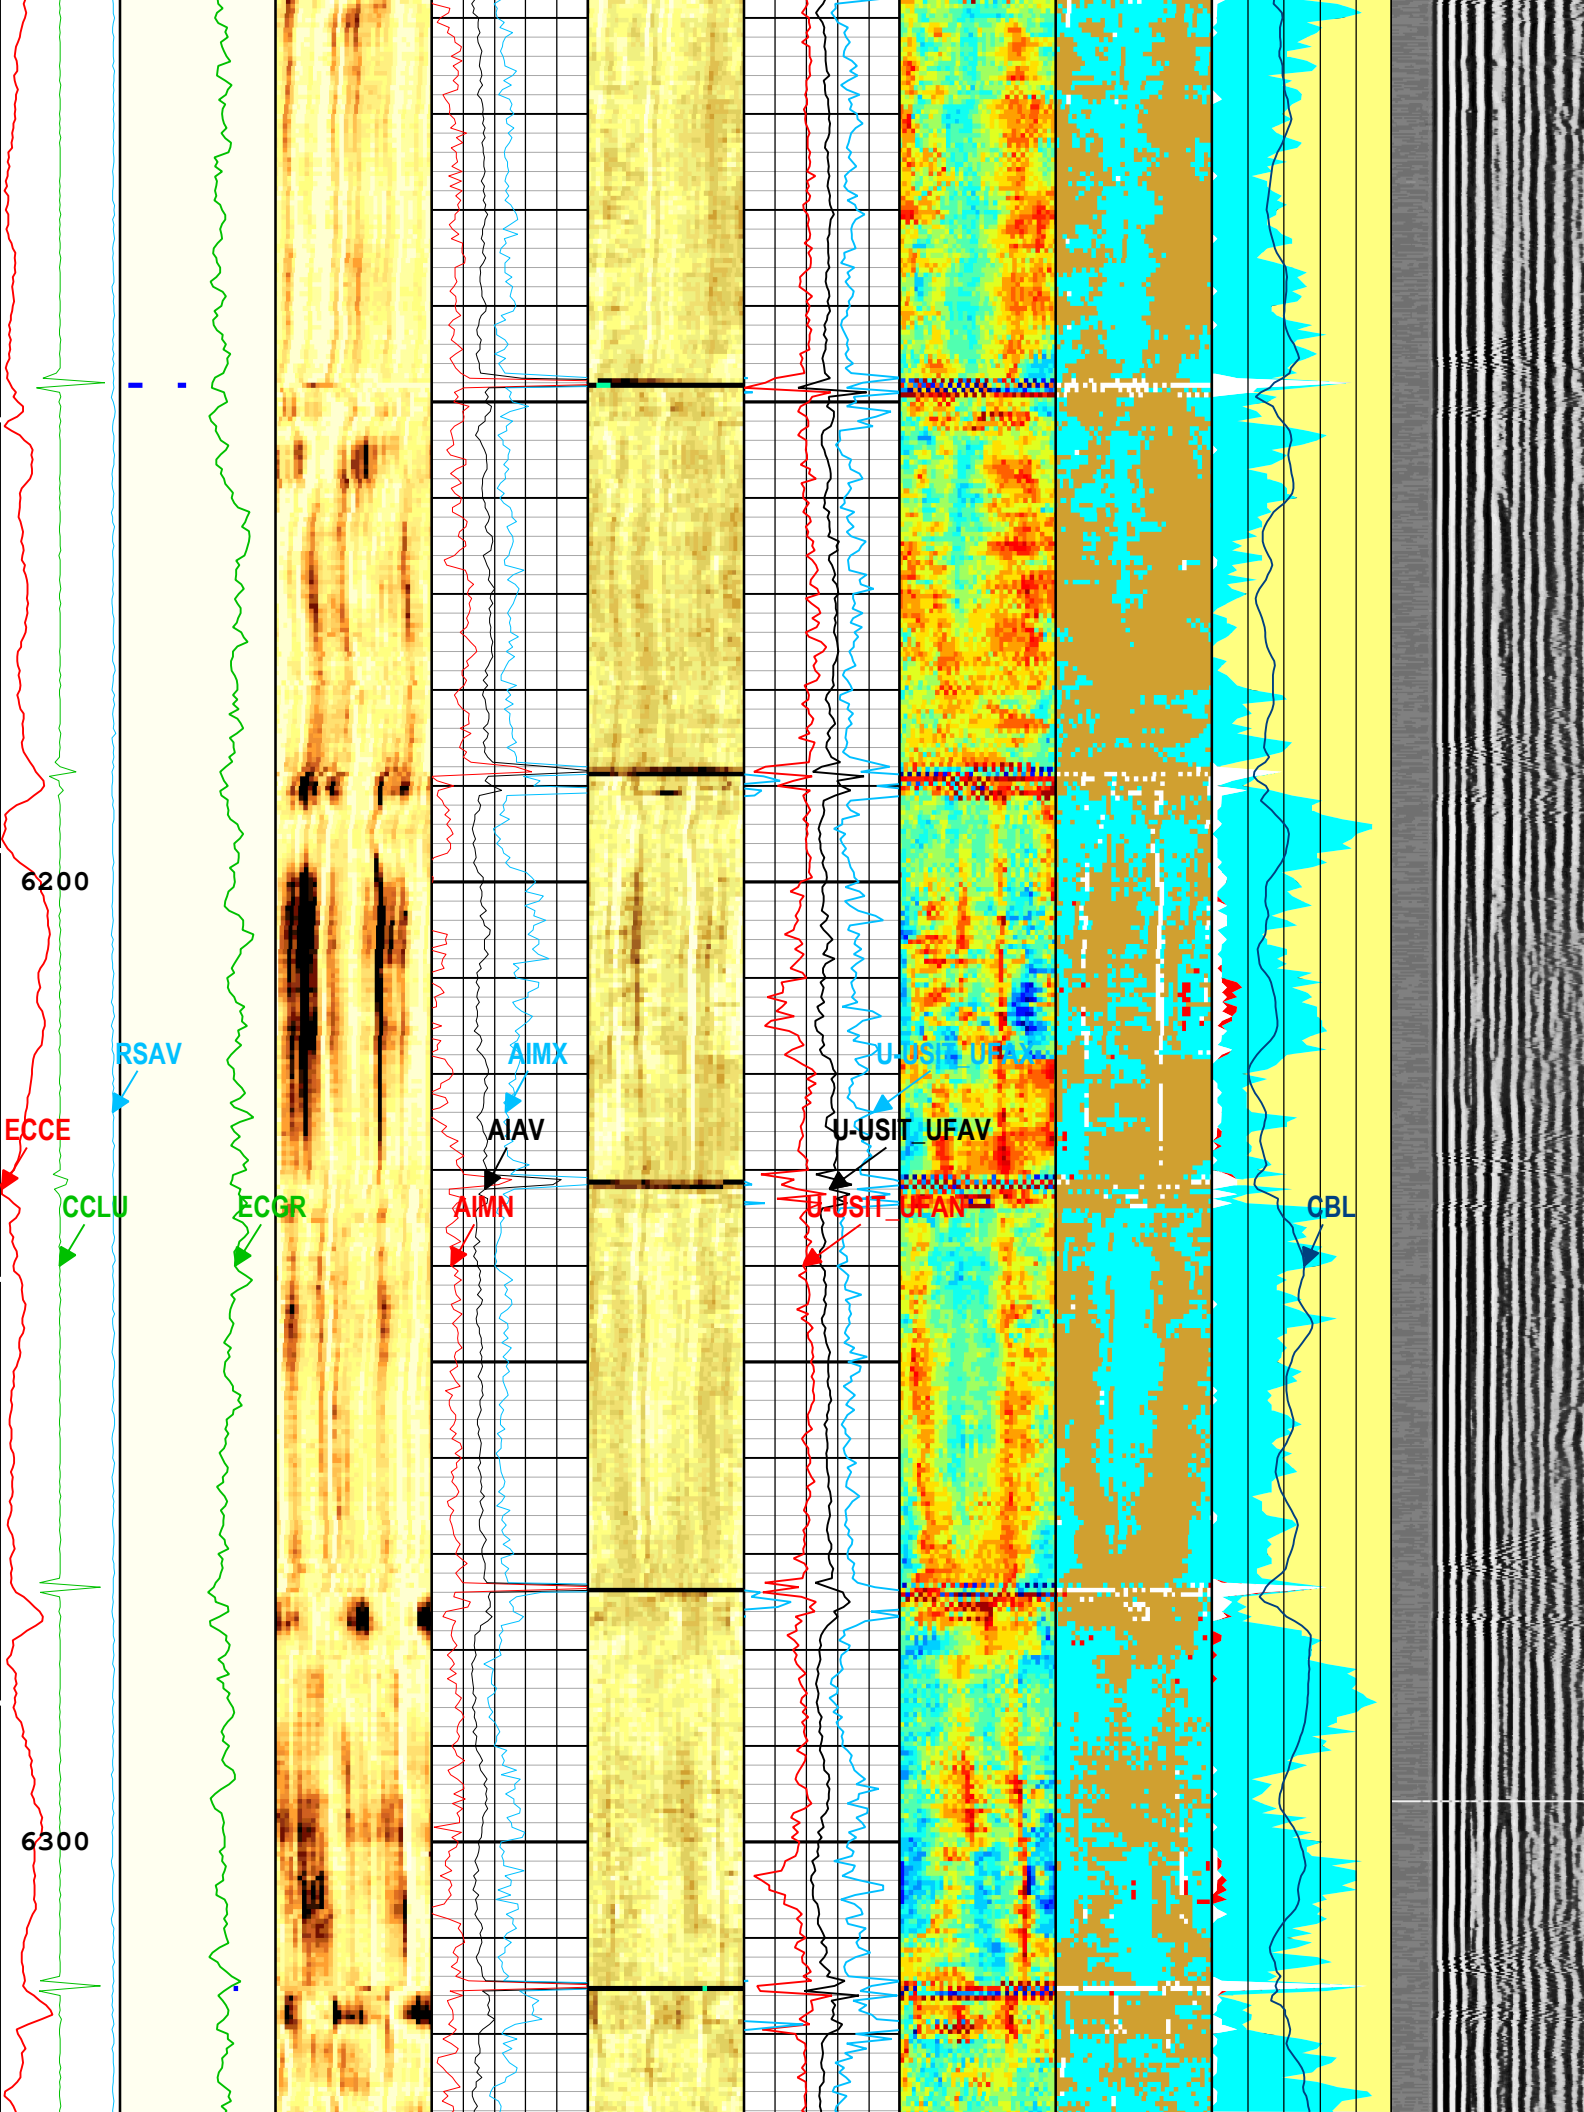 6200
RSAV
AIMX
U-USIT_UFAX
ECCE
AIAV
U-USIT_UFAV
CCLU
ECGR
AIMN
U-USIT_UFAN
CBL
6300